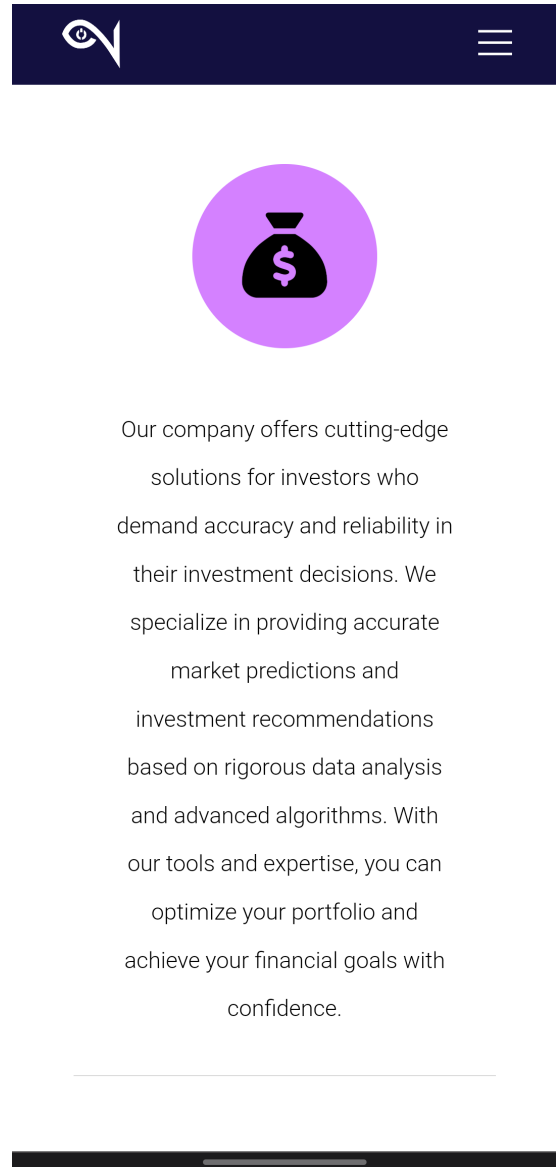 $
Our company offers cutting-edge
solutions for investors who
demand accuracy and reliability in
their investment decisions. We
specialize in providing accurate
market predictions and
investment recommendations
based on rigorous data analysis
and advanced algorithms. With
our tools and expertise, you can
optimize your portfolio and
achieve your financial goals with
confidence.